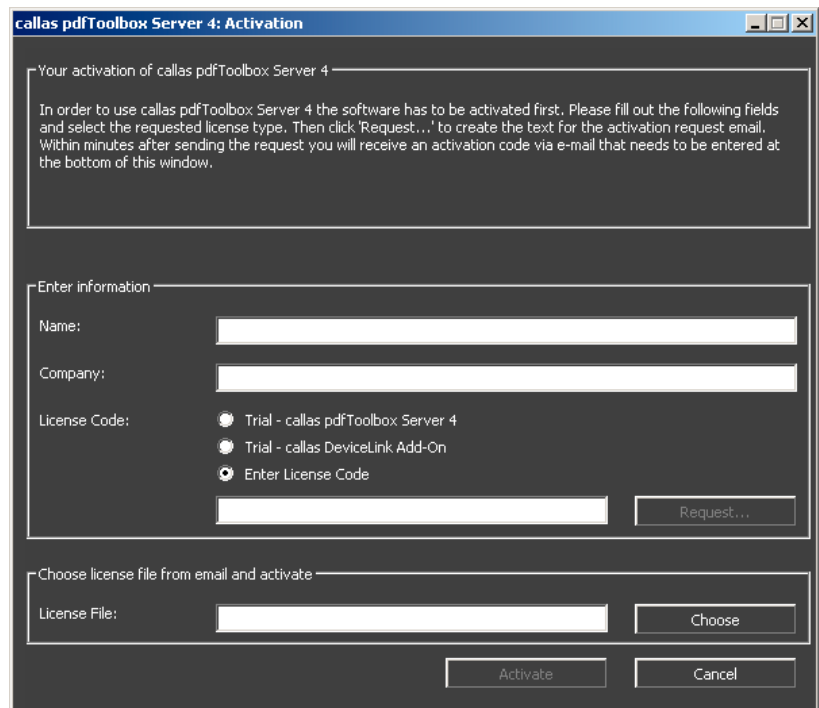 callas pdfToolbox Server 4: Activation
Your activation of callas pdfToolbox Server 4
In order to use callas pdfToolbox Server 4 the software has to be activated first. Please fill out the following fields
and select the requested license type. Then click 'Request...' to create the text for the activation request email.
Within minutes after sending the request you will receive an activation code via e-mail that needs to be entered at
the bottom of this window.
Enter information
Name:
Company:
License Code:
Trial - callas pdfToolbox Server 4
Trial - callas DeviceLink Add-On
Enter License Code
Request...
Choose license file from email and activate
License File:
Choose
Activate
Cancel